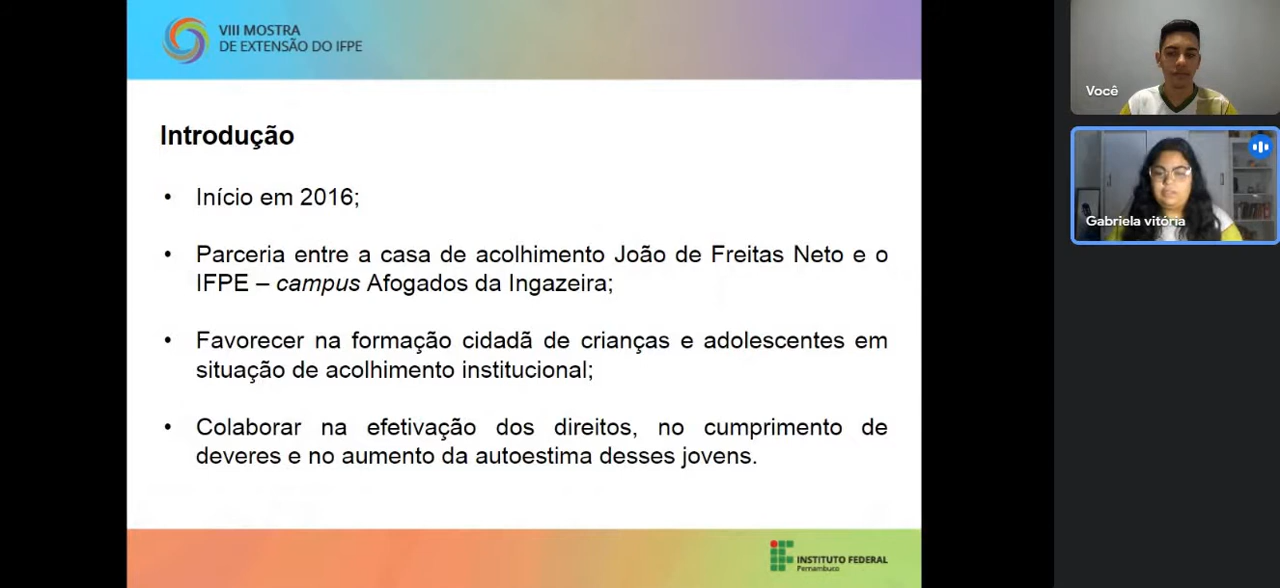 VIII MOSTRA
DE EXTENSÃO DO IFPE
Introdução
• Início em 2016;
• Parceria entre a casa de acolhimento João de Freitas Neto e o
IFPE – campus Afogados da Ingazeira;
• Favorecer na formação cidadã de crianças e adolescentes em
situação de acolhimento institucional;
• Colaborar na efetivação dos direitos, no cumprimento de
deveres e no aumento da autoestima desses jovens.
INSTITUTO FEDERAL
Pernambuco
Você
Gabriela vitória